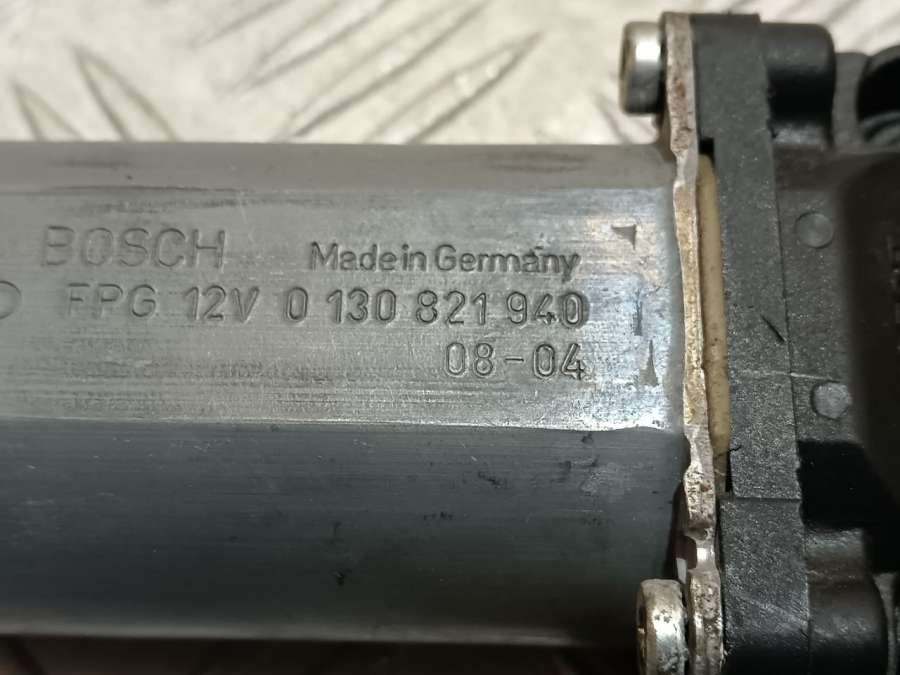 BOSCH Made in Germany
FPG 12V 0 130 821 940
08-04